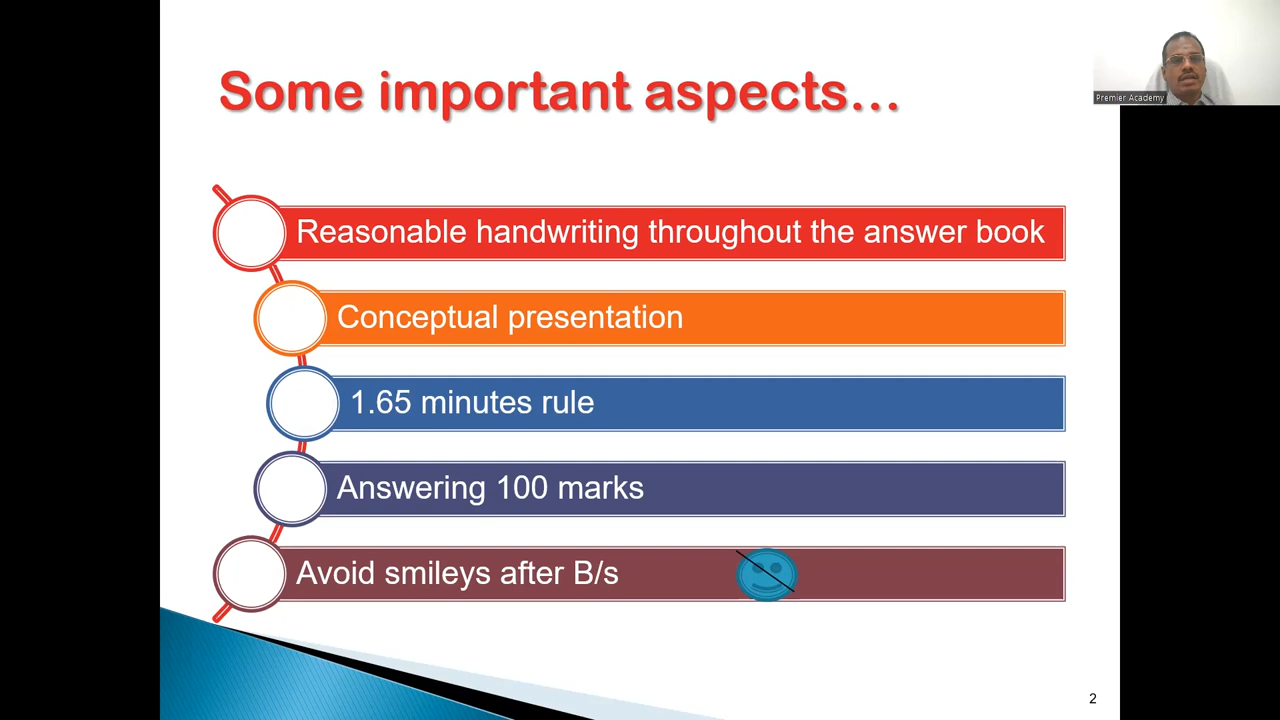 Some important aspects...
Premier Academy
Reasonable handwriting throughout the answer book
Conceptual presentation
1.65 minutes rule
Answering 100 marks
Avoid smileys after B/s
2